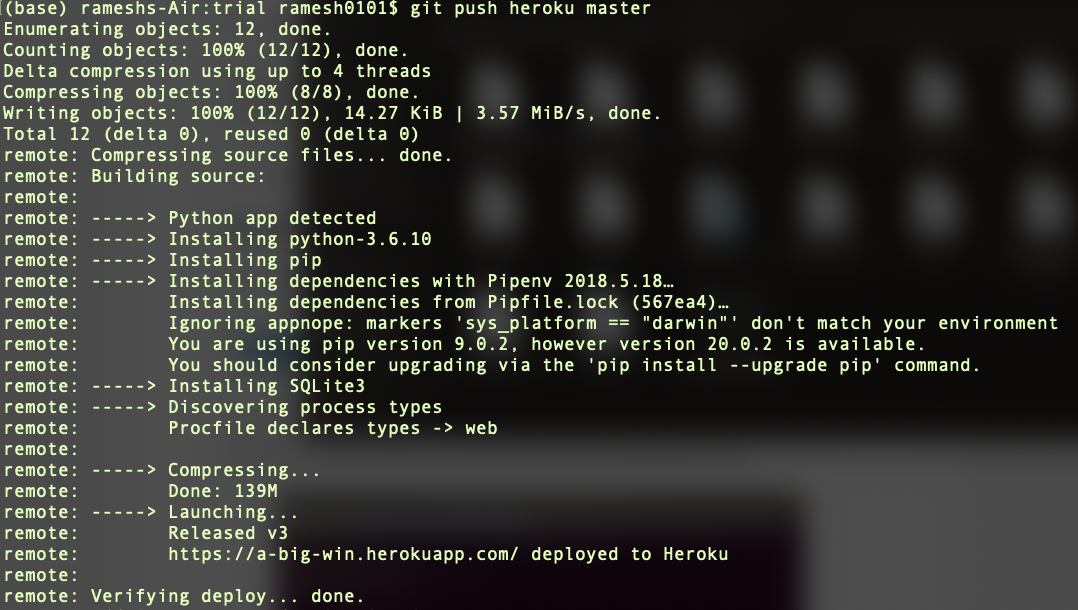 (base) rameshs-Air:trial ramesh0101$ git push heroku master
Enumerating objects: 12, done.
Counting objects: 100% (12/12), done.
Delta compression using up to 4 threads
Compressing objects: 100% (8/8), done.
Writing objects: 100% (12/12), 14.27 KiB | 3.57 MiB/s, done.
Total 12 (delta 0), reused 0 (delta 0)
remote: Compressing source files... done.
remote: Building source:
remote:
remote: -----> Python app detected
remote: -----> Installing python-3.6.10
remote: -----> Installing pip
remote: -----> Installing dependencies with Pipenv 2018.5.18…
remote:        Installing dependencies from Pipfile.lock (567ea4)…
remote:        Ignoring appnope: markers 'sys_platform == "darwin"' don't match your environment
remote:        You are using pip version 9.0.2, however version 20.0.2 is available.
remote:        You should consider upgrading via the 'pip install --upgrade pip' command.
remote: -----> Installing SQLite3
remote: -----> Discovering process types
remote:        Procfile declares types -> web
remote:
remote: -----> Compressing...
remote:        Done: 139M
remote: -----> Launching...
remote:        Released v3
remote:        https://a-big-win.herokuapp.com/ deployed to Heroku
remote:
remote: Verifying deploy... done.